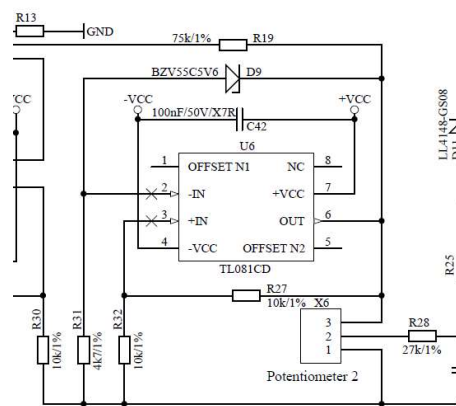 R13
GND
75k/1%
R19
BZV55C5V6
D9
VCC
-VCC
+VCC
100nF/50V/X7R
C42
LL4148-GS08
U6
1
OFFSET N1
NC
8
2
-IN
+VCC
7
3
+IN
OUT
6
4
-VCC
OFFSET N2
5
TL081CD
R25
R27
10k/1%
X6
R30
10k/1%
R31
4k7/1%
R32
10k/1%
3
2
1
R28
27k/1%
Potentiometer 2